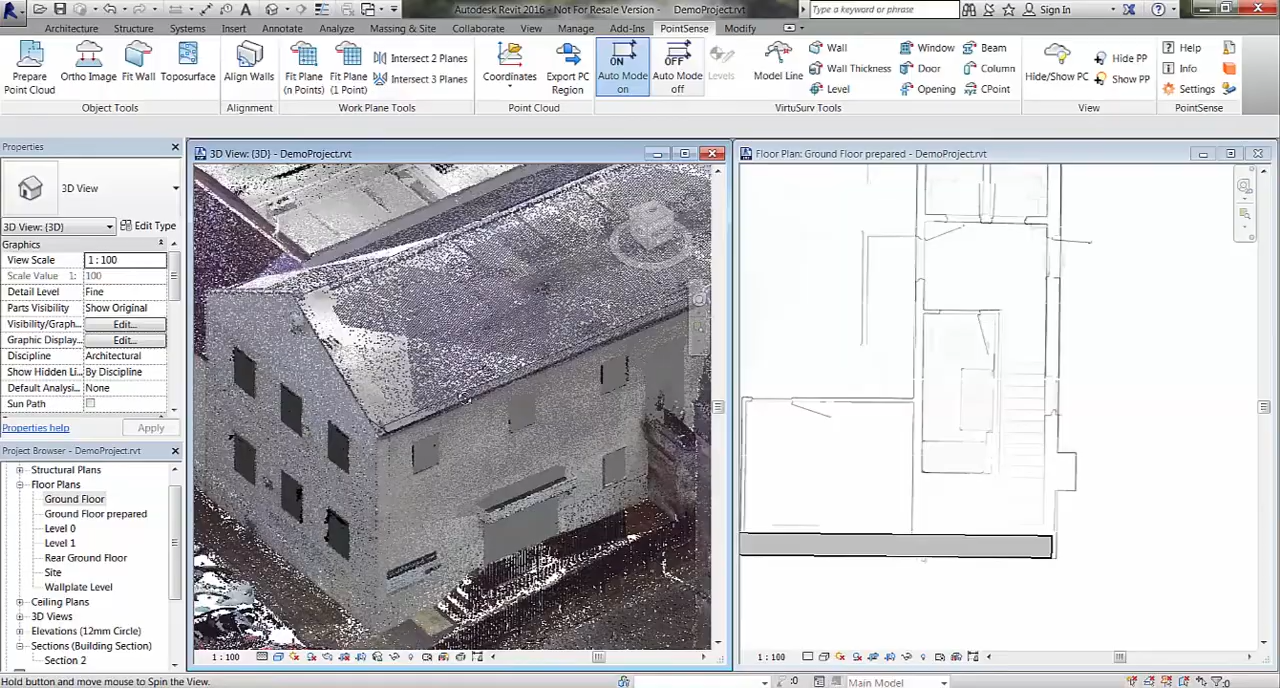 Autodesk Revit 2016 - Not For Resale Version - DemoProject.rvt
Type a keyword or phrase
Sign In
Architecture Structure Systems Insert Annotate Analyze Massing & Site Collaborate View Manage Add-Ins PointSense Modify
Prepare Point Cloud
Ortho Image
Fit Wall
Toposurface
Align Walls
Fit Plane (n Points)
Fit Plane (1 Point)
Intersect 2 Planes
Intersect 3 Planes
Coordinates
Export PC Region
ON
Auto Mode on
OFF
Auto Mode off
Levels
Model Line
Wall
Wall Thickness
Level
Window
Door
Opening
Beam
Column
CPoint
Hide/Show PC
Hide PP
Show PP
Help
Info
Settings
Object Tools
Alignment
Work Plane Tools
Point Cloud
VirtuSurv Tools
View
PointSense
Properties
3D View
3D View: {3D}
Edit Type
Graphics
View Scale 1 : 100
Scale Value 1: 100
Detail Level Fine
Parts Visibility Show Original
Visibility/Graph... Edit...
Graphic Display... Edit...
Discipline Architectural
Show Hidden Li... By Discipline
Default Analysi... None
Sun Path
Properties help
Apply
Project Browser - DemoProject.rvt
Structural Plans
Floor Plans
Ground Floor
Ground Floor prepared
Level 0
Level 1
Rear Ground Floor
Site
Wallplate Level
Ceiling Plans
3D Views
Elevations (12mm Circle)
Sections (Building Section)
Section 2
3D View: {3D} - DemoProject.rvt
1 : 100
Floor Plan: Ground Floor prepared - DemoProject.rvt
1 : 100
Hold button and move mouse to Spin the View.
:0
Main Model
:0